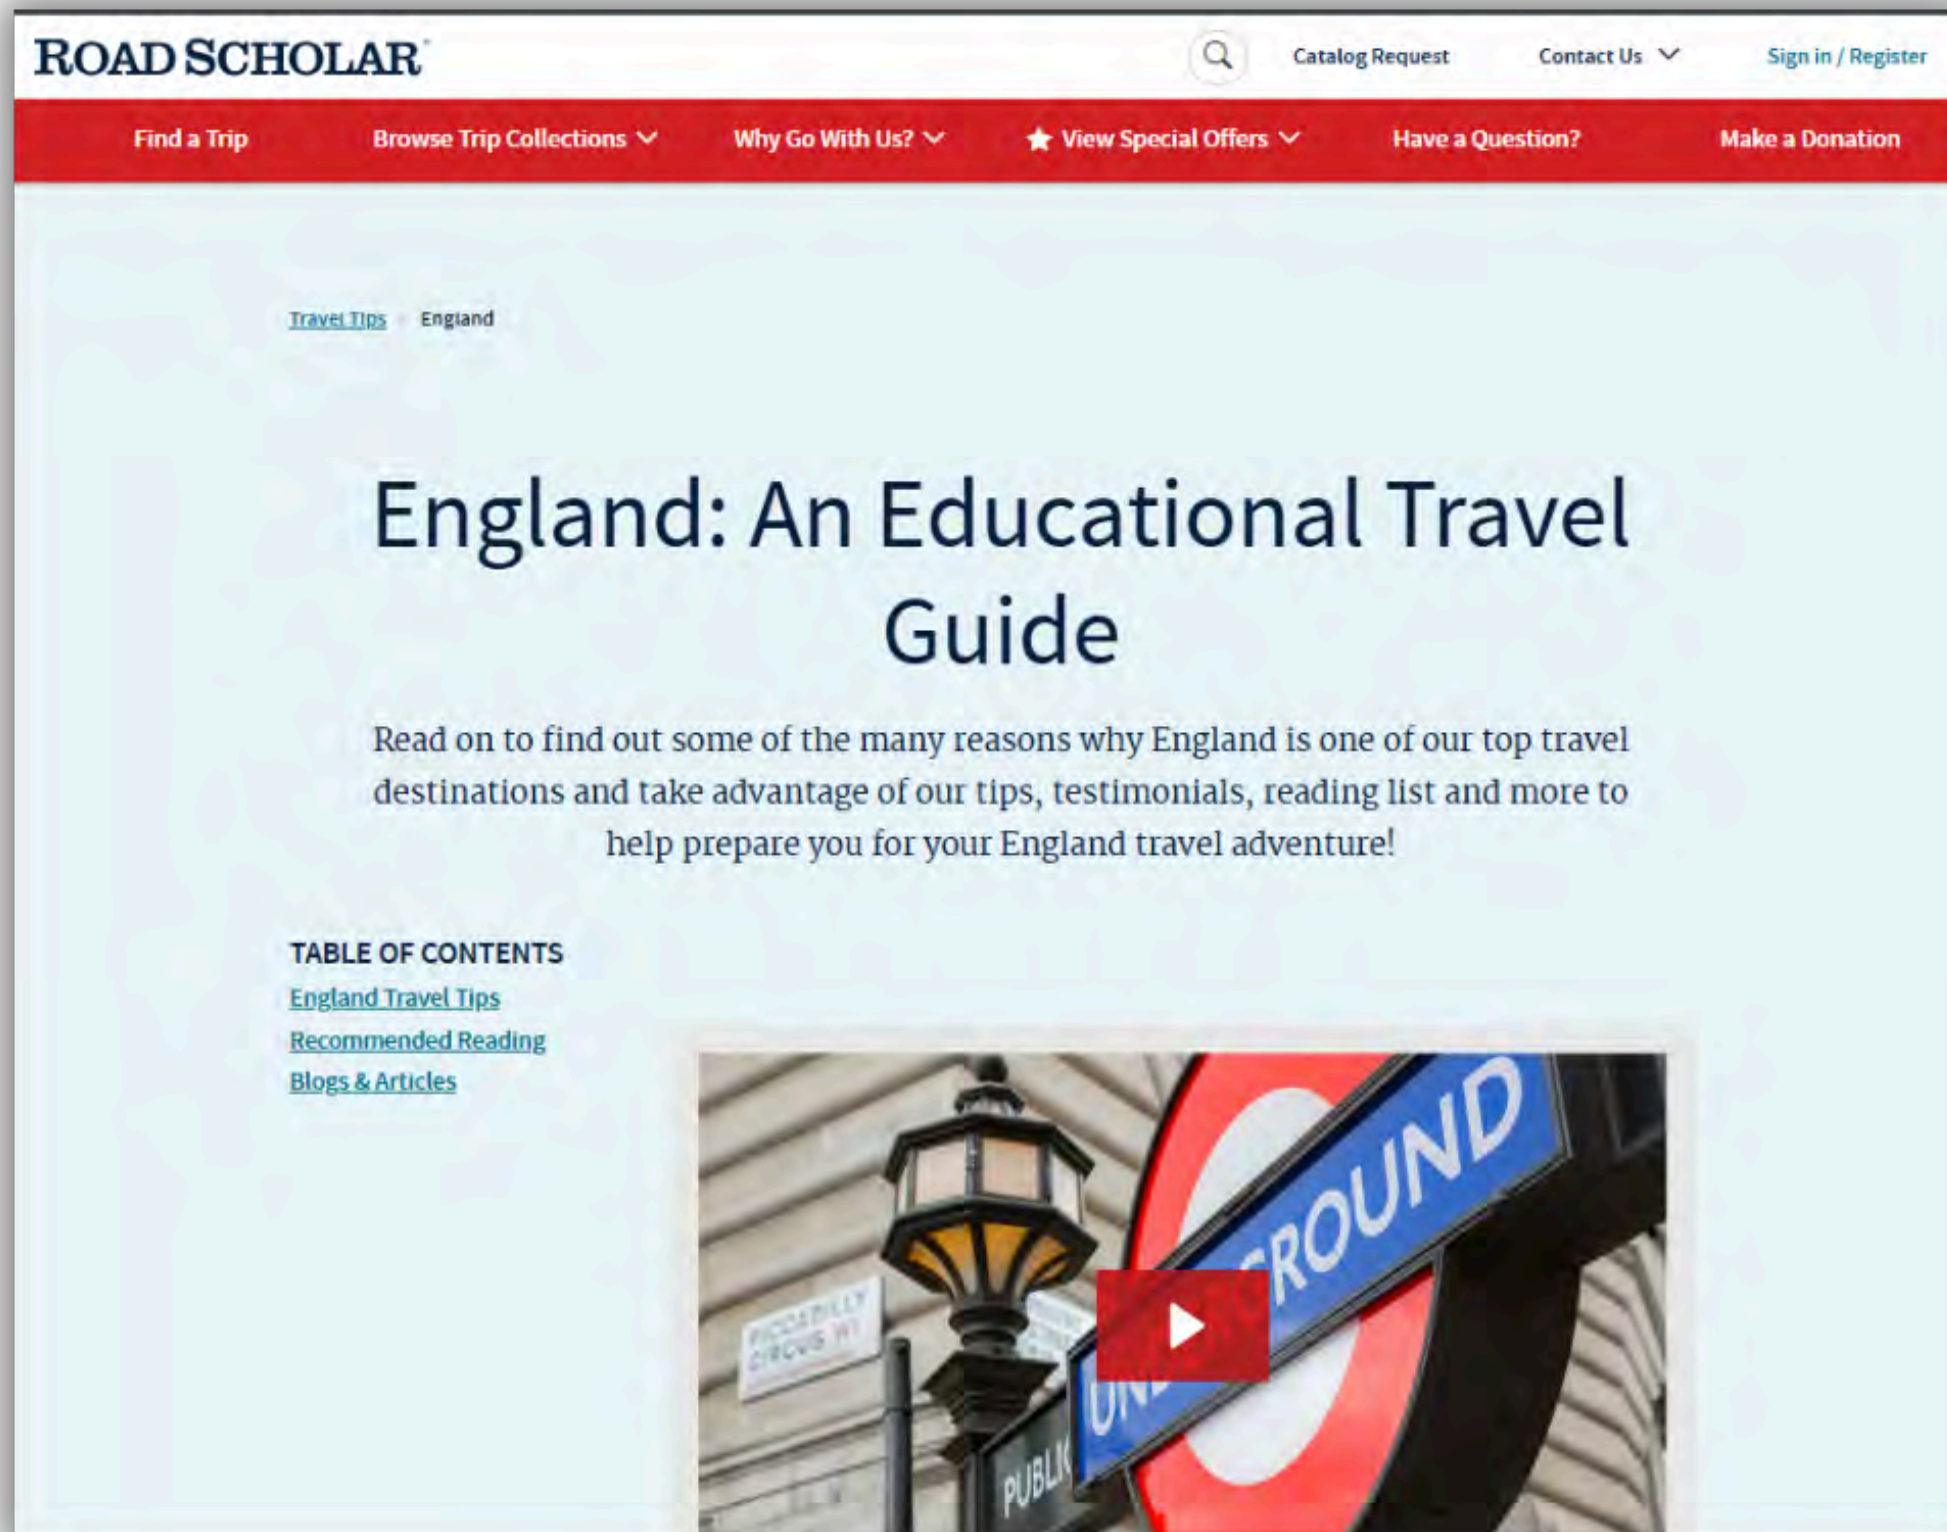 ROAD SCHOLAR
Catalog Request
Contact Us
Sign in / Register
Find a Trip
Browse Trip Collections
Why Go With Us?
View Special Offers
Have a Question?
Make a Donation
Travel Tips
England
England: An Educational Travel
Guide
Read on to find out some of the many reasons why England is one of our top travel
destinations and take advantage of our tips, testimonials, reading list and more to
help prepare you for your England travel adventure!
TABLE OF CONTENTS
England Travel Tips
Recommended Reading
Blogs & Articles
PICCADILLY
CIRCUS W1
GROUND
PUBLIC